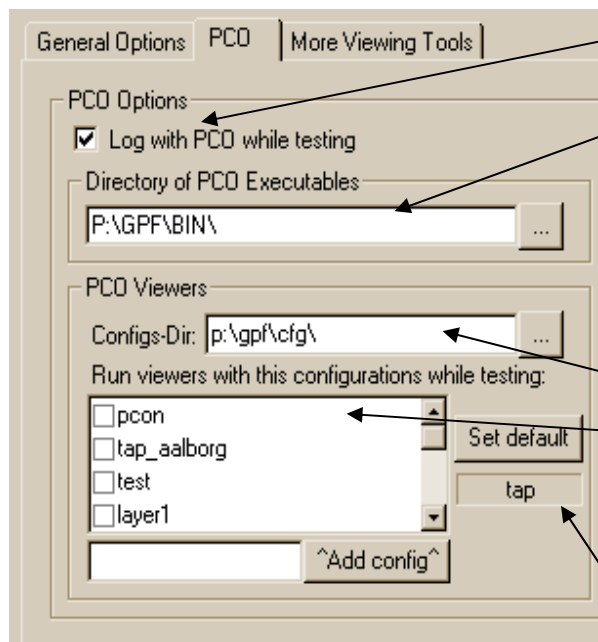 General Options PCO More Viewing Tools
PCO Options
Log with PCO while testing
Directory of PCO Executables
P:\GPF\BIN\ ...
PCO Viewers
Configs-Dir: p:\gpf\cfg\ ...
Run viewers with this configurations while testing:
pcon
tap_aalborg
test
layer1
Set default
tap
^Add config^